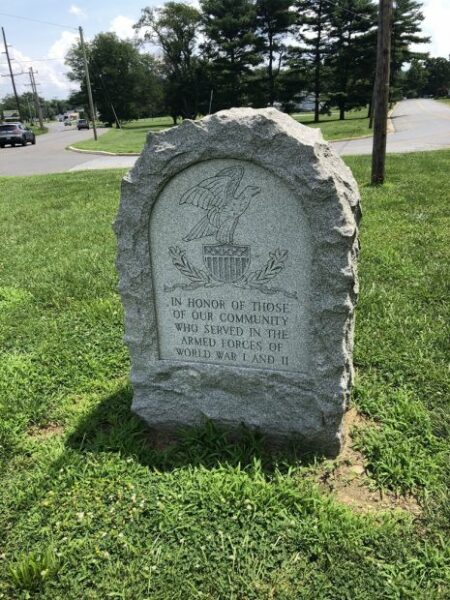 IN HONOR OF THOSE
OF OUR COMMUNITY
WHO SERVED IN THE
ARMED FORCES OF
WORLD WAR I AND II